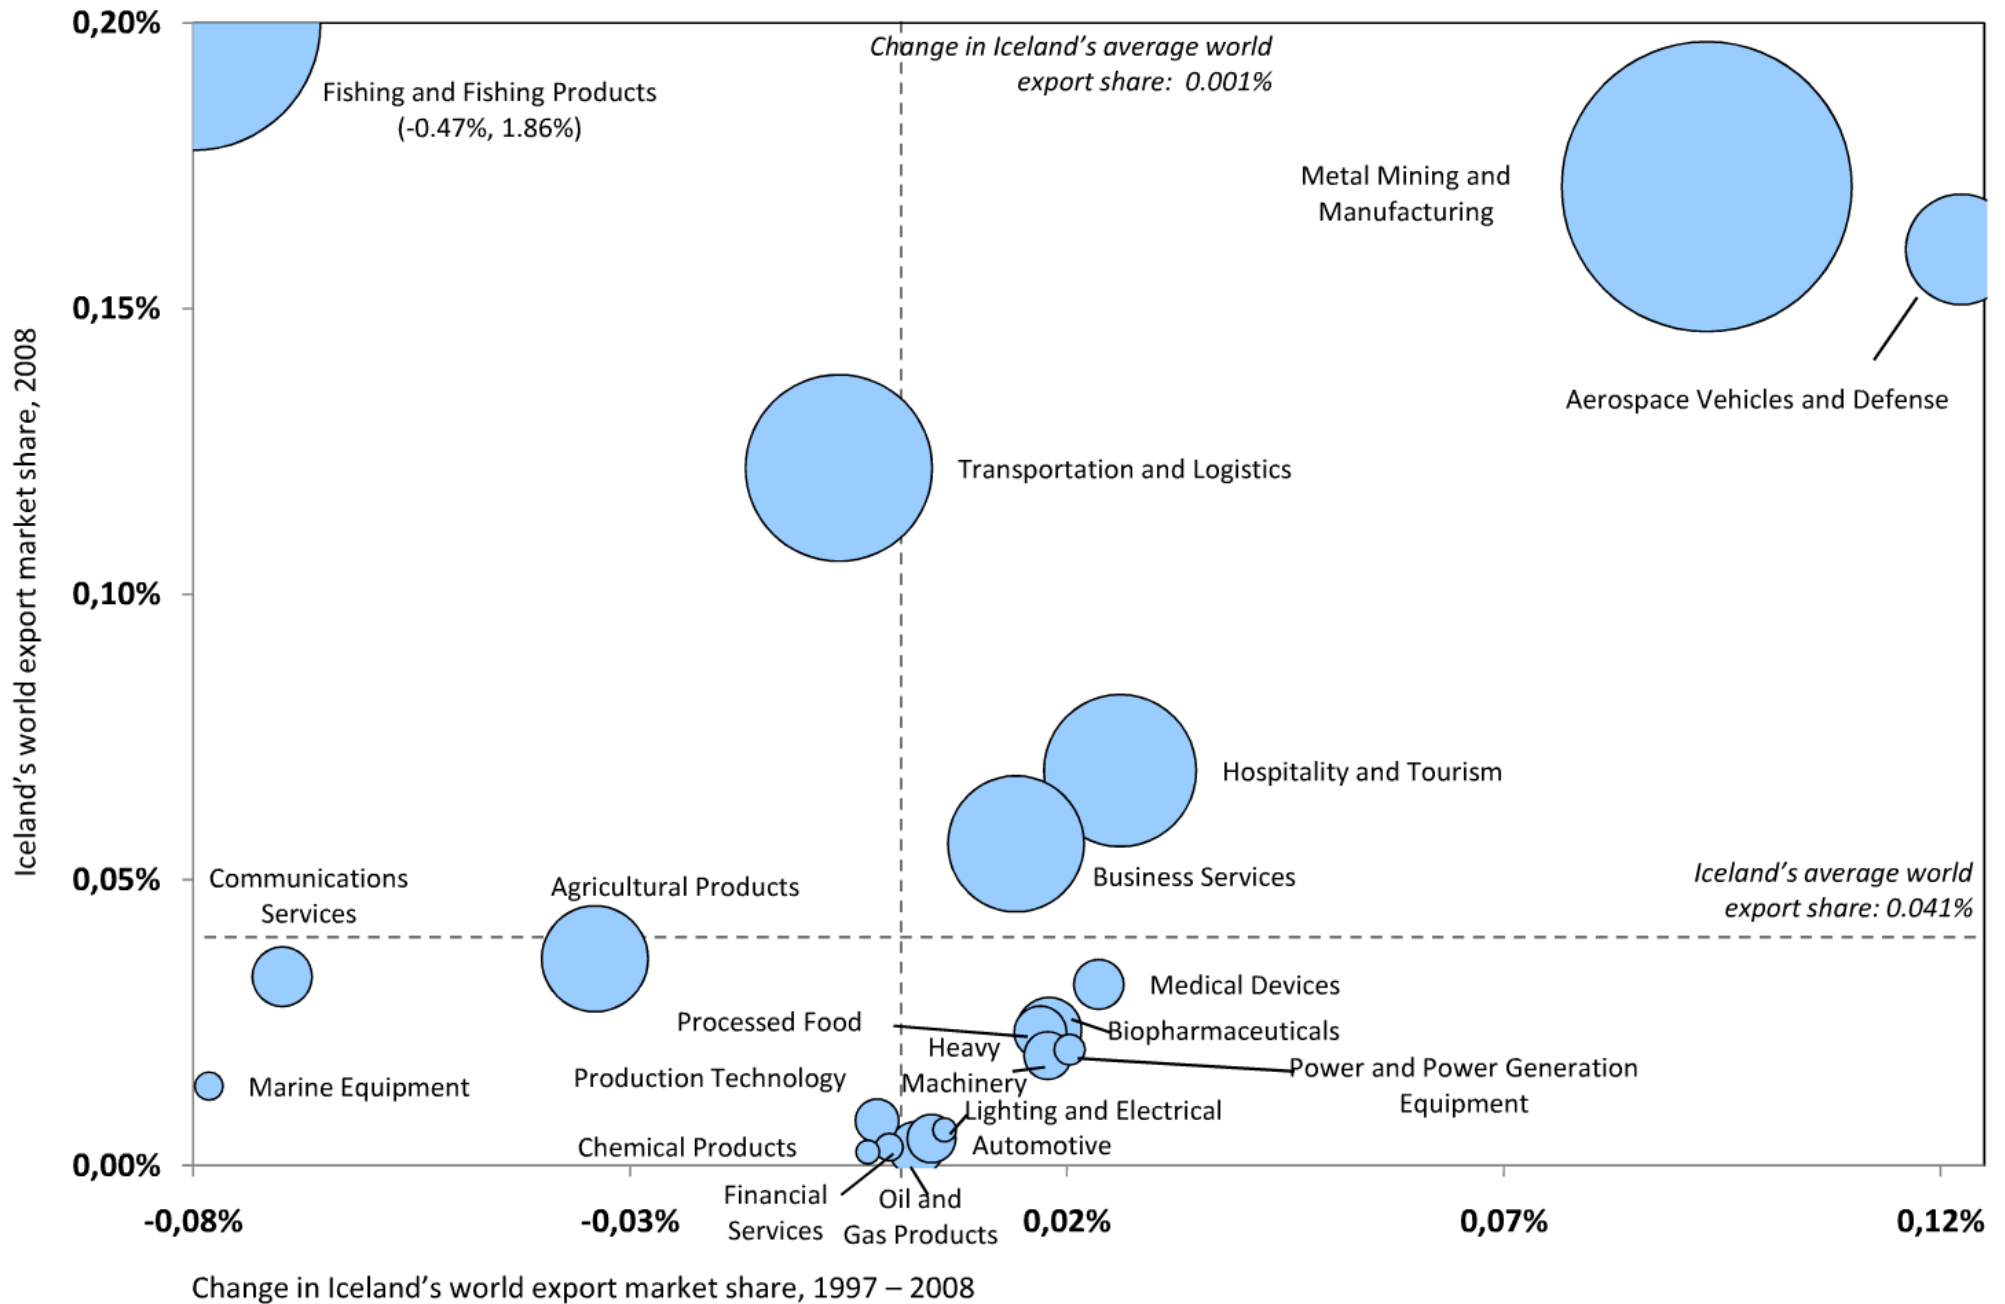 0,20%
Change in Iceland's average world
export share:  0.001%
Fishing and Fishing Products
(-0.47%, 1.86%)
Metal Mining and
Manufacturing
0,15%
Aerospace Vehicles and Defense
Transportation and Logistics
0,10%
Iceland's world export market share, 2008
Hospitality and Tourism
0,05%
Communications
Services
Agricultural Products
Business Services
Iceland's average world
export share: 0.041%
Medical Devices
Processed Food
Biopharmaceuticals
Heavy
Machinery
Power and Power Generation
Equipment
Production Technology
Marine Equipment
Lighting and Electrical
Automotive
Chemical Products
0,00%
Financial
Services
Oil and
Gas Products
-0,08%
-0,03%
0,02%
0,07%
0,12%
Change in Iceland's world export market share, 1997 – 2008